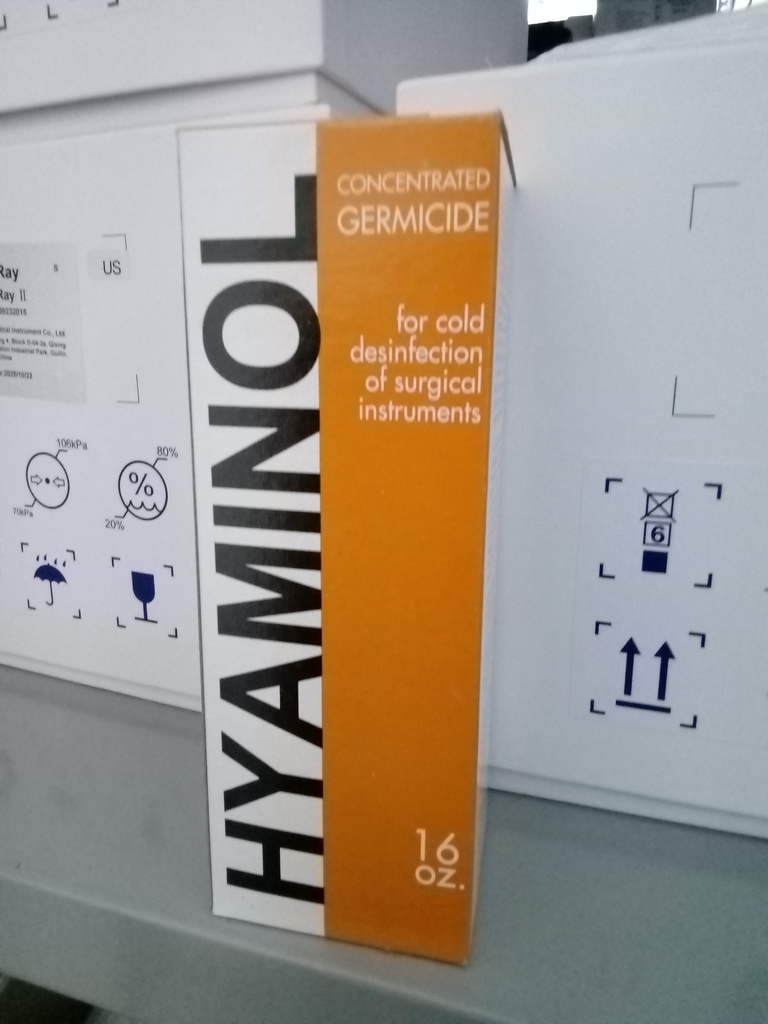 HYAMINOL
CONCENTRATED
GERMICIDE
for cold
desinfection
of surgical
instruments
16
oz.
Ray
Ray II
S
US
106kPa
70kPa
80%
%
20%
6